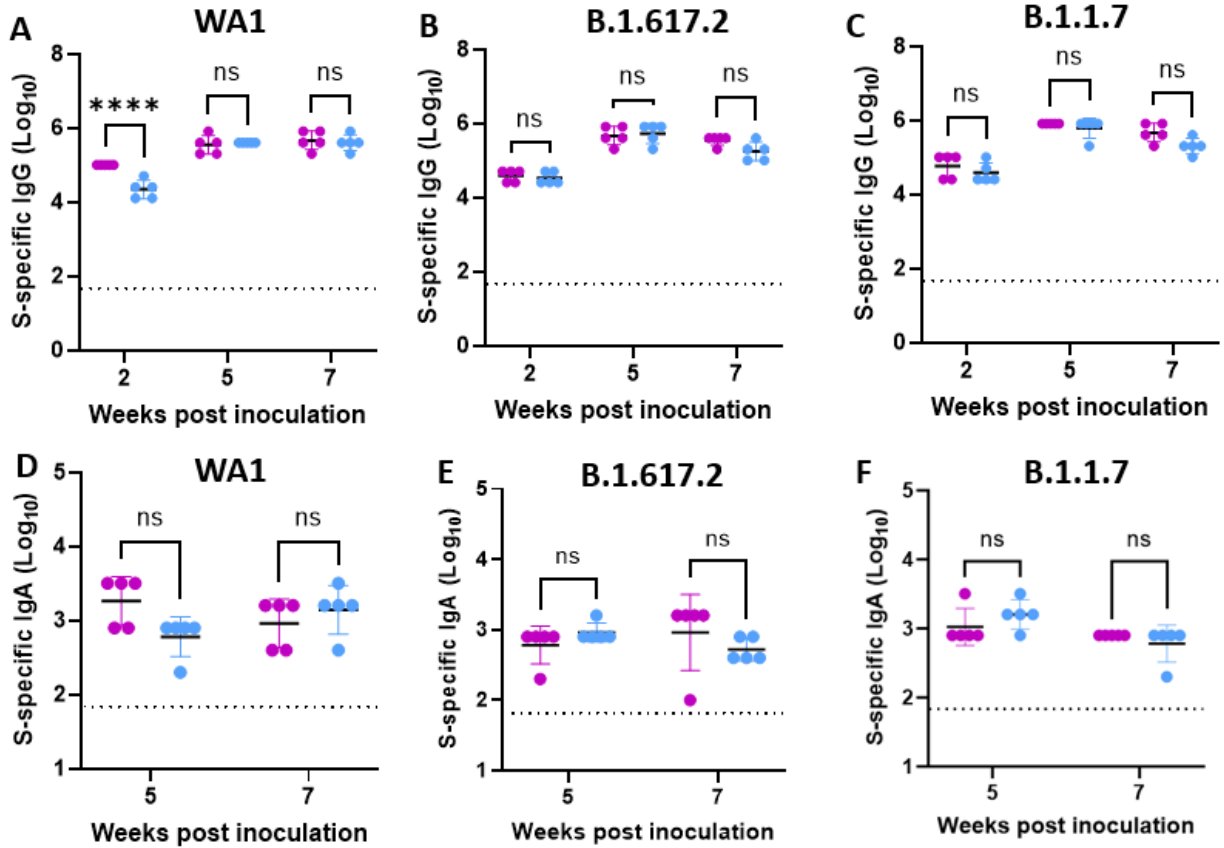 A WA1
S-specific IgG (Log10)
8
6
4
2
0
****
ns
ns
2 5 7
Weeks post inoculation
B B.1.617.2
S-specific IgG (Log10)
8
6
4
2
0
ns
ns
ns
2 5 7
Weeks post inoculation
C B.1.1.7
S-specific IgG (Log10)
8
6
4
2
0
ns
ns
ns
2 5 7
Weeks post inoculation
D WA1
S-specific IgA (Log10)
5
4
3
2
1
ns
ns
5 7
Weeks post inoculation
E B.1.617.2
S-specific IgA (Log10)
5
4
3
2
1
ns
ns
5 7
Weeks post inoculation
F B.1.1.7
S-specific IgA (Log10)
5
4
3
2
1
ns
ns
5 7
Weeks post inoculation